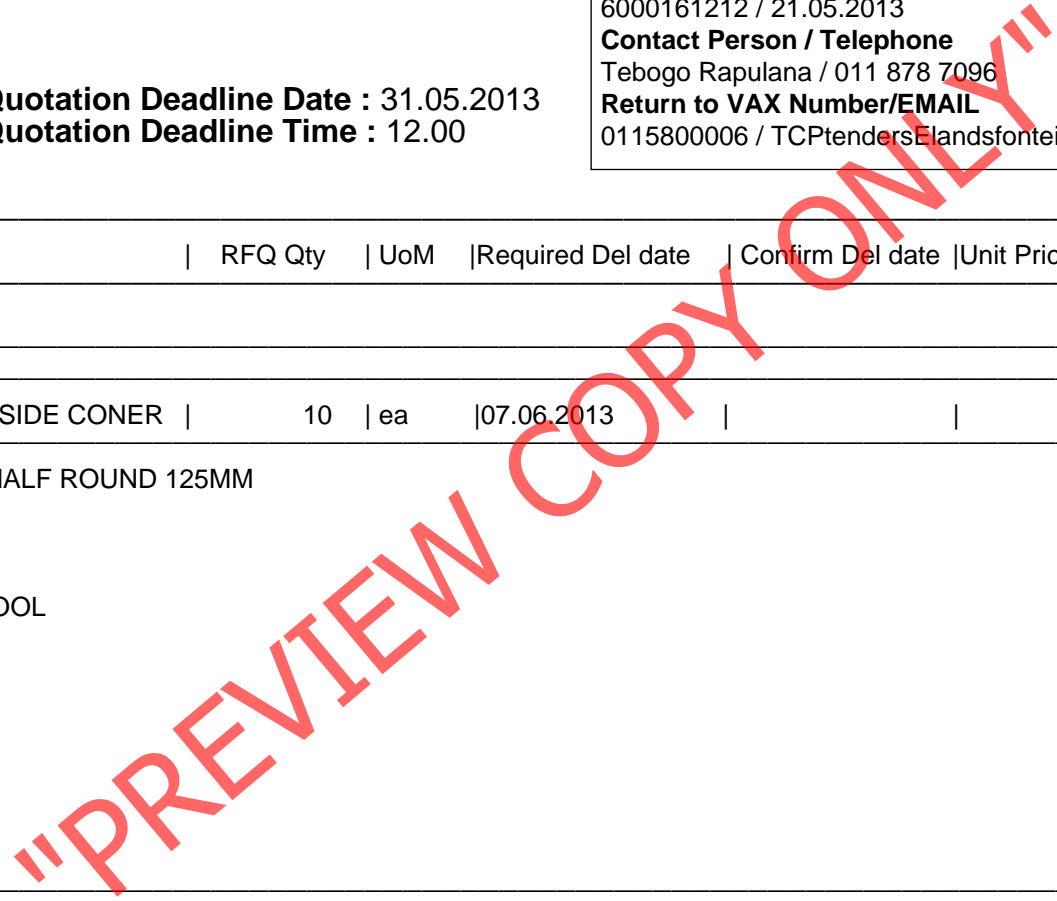 6000161212 / 21.05.2013
Contact Person / Telephone
Tebogo Rapulana / 011 878 7096
Return to VAX Number/EMAIL
0115800006 / TCPtendersElandsfontei
Quotation Deadline Date : 31.05.2013
Quotation Deadline Time : 12.00
| RFQ Qty | UoM |Required Del date | Confirm Del date |Unit Pric
SIDE CONER | 10 | ea |07.06.2013 | |
HALF ROUND 125MM
OOL
"PREVIEW COPY ONLY"